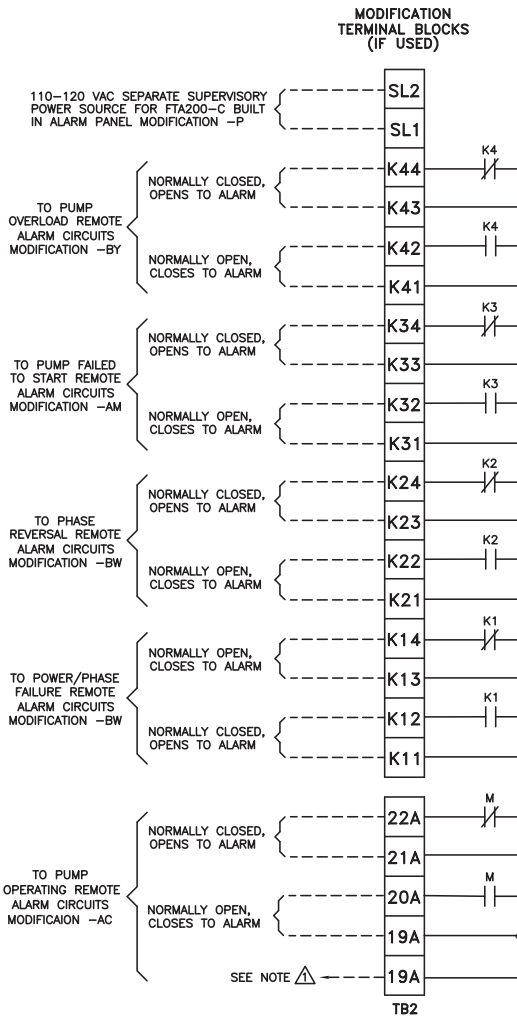 MODIFICATION
TERMINAL BLOCKS
(IF USED)
110-120 VAC SEPARATE SUPERVISORY
POWER SOURCE FOR FTA200-C BUILT
IN ALARM PANEL MODIFICATION -P
SL2
SL1
TO PUMP
OVERLOAD REMOTE
ALARM CIRCUITS
MODIFICATION -BY
NORMALLY CLOSED,
OPENS TO ALARM
K44
K4
K43
NORMALLY OPEN,
CLOSES TO ALARM
K42
K4
K41
TO PUMP FAILED
TO START REMOTE
ALARM CIRCUITS
MODIFICATION -AM
NORMALLY CLOSED,
OPENS TO ALARM
K34
K3
K33
NORMALLY OPEN,
CLOSES TO ALARM
K32
K3
K31
TO PHASE
REVERSAL REMOTE
ALARM CIRCUITS
MODIFICATION -BW
NORMALLY CLOSED,
OPENS TO ALARM
K24
K2
K23
NORMALLY OPEN,
CLOSES TO ALARM
K22
K2
K21
TO POWER/PHASE
FAILURE REMOTE
ALARM CIRCUITS
MODIFICATION -BW
NORMALLY OPEN,
CLOSES TO ALARM
K14
K1
K13
NORMALLY CLOSED,
OPENS TO ALARM
K12
K1
K11
TO PUMP
OPERATING REMOTE
ALARM CIRCUITS
MODIFICAION -AC
NORMALLY CLOSED,
OPENS TO ALARM
22A
M
21A
NORMALLY OPEN,
CLOSES TO ALARM
20A
M
19A
SEE NOTE 1
19A
TB2